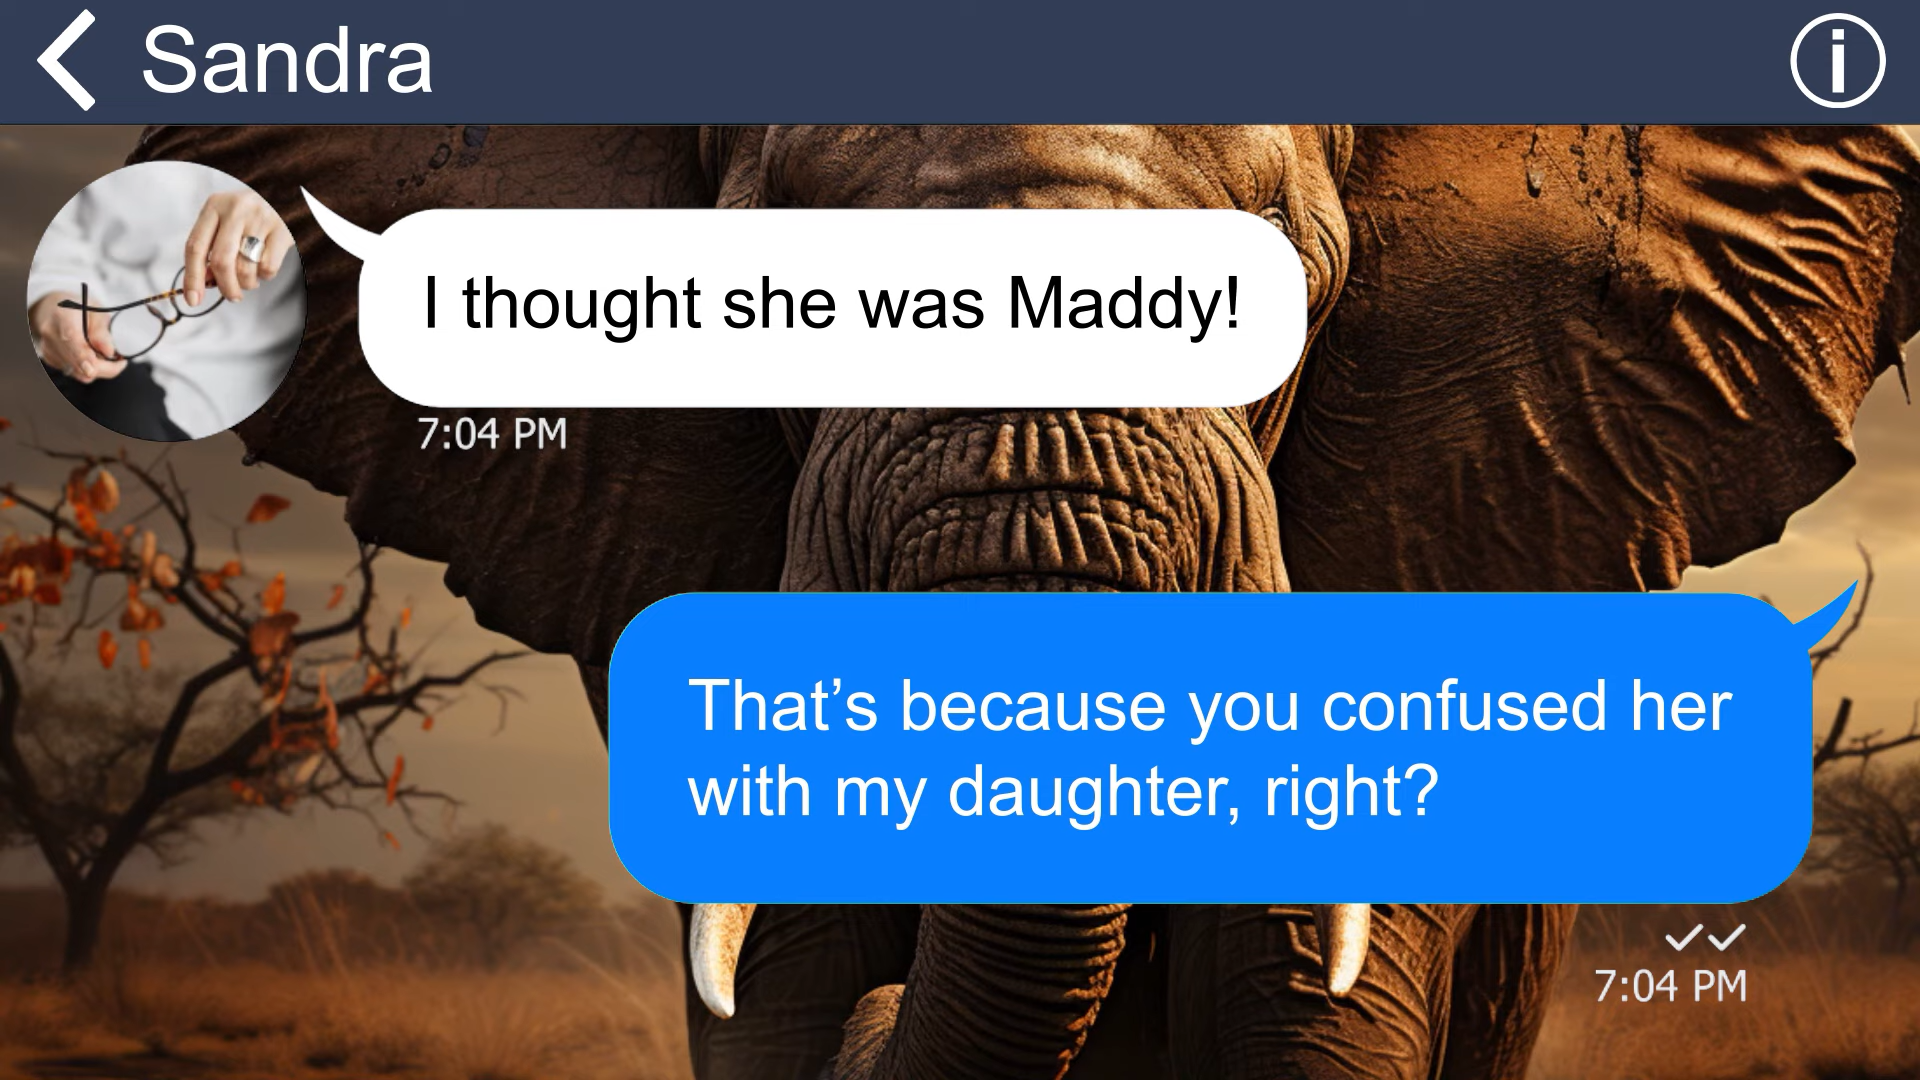 Sandra
I thought she was Maddy!
7:04 PM
That’s because you confused her
with my daughter, right?
7:04 PM